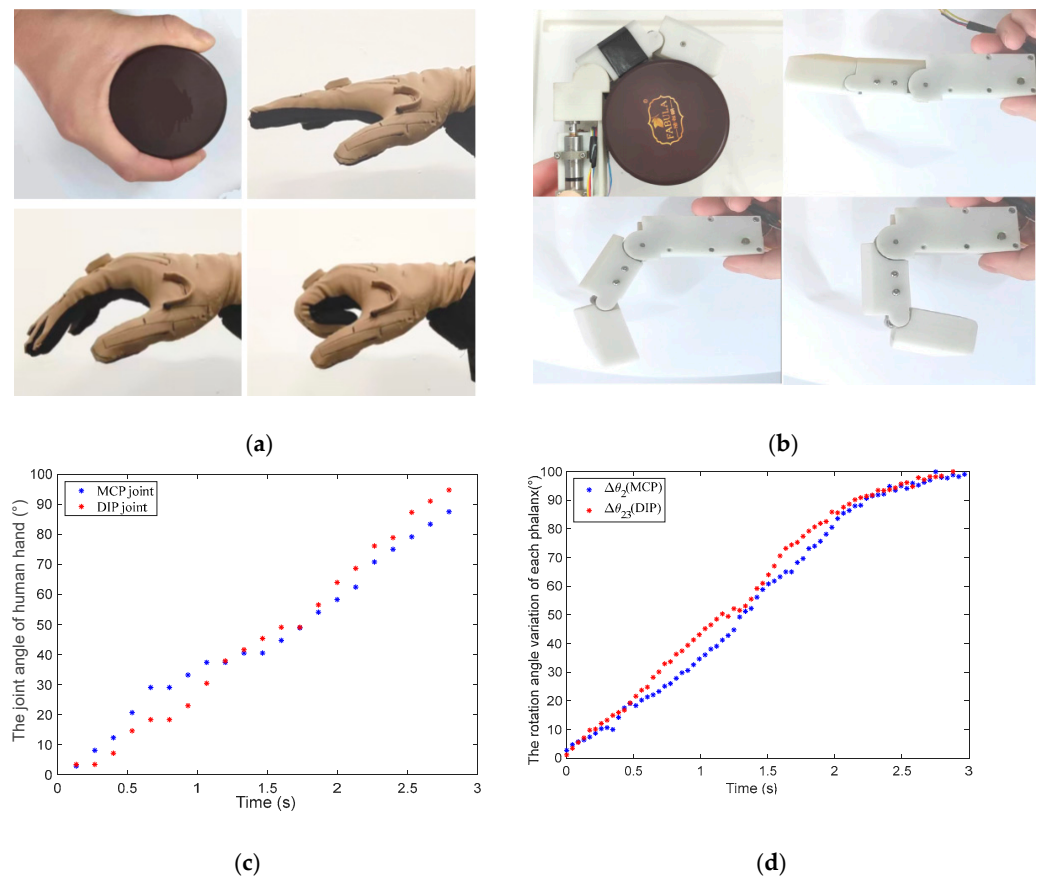 FABULA
(a)
(b)
The joint angle of human hand (°)
100
90
80
70
60
50
40
30
20
10
0
MCP joint
DIP joint
0
0.5
1
1.5
2
2.5
3
Time (s)
The rotation angle variation of each phalanx(°)
100
90
80
70
60
50
40
30
20
10
0
Δθ₂(MCP)
Δθ₂₃(DIP)
0
0.5
1
1.5
2
2.5
3
Time (s)
(c)
(d)